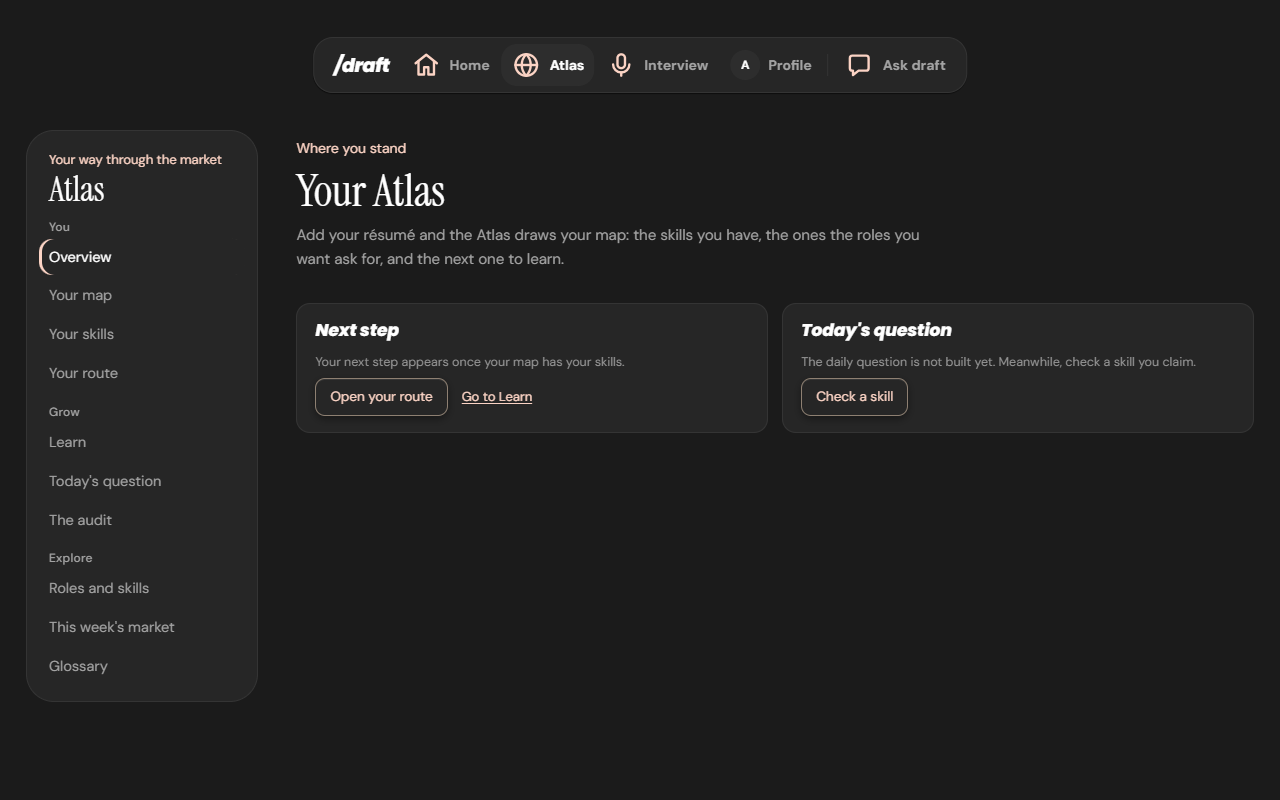 /draft
Home
Atlas
Interview
A
Profile
Ask draft
Your way through the market
Atlas
You
Overview
Your map
Your skills
Your route
Grow
Learn
Today's question
The audit
Explore
Roles and skills
This week's market
Glossary
Where you stand
Your Atlas
Add your résumé and the Atlas draws your map: the skills you have, the ones the roles you
want ask for, and the next one to learn.
Next step
Your next step appears once your map has your skills.
Open your route
Go to Learn
Today's question
The daily question is not built yet. Meanwhile, check a skill you claim.
Check a skill